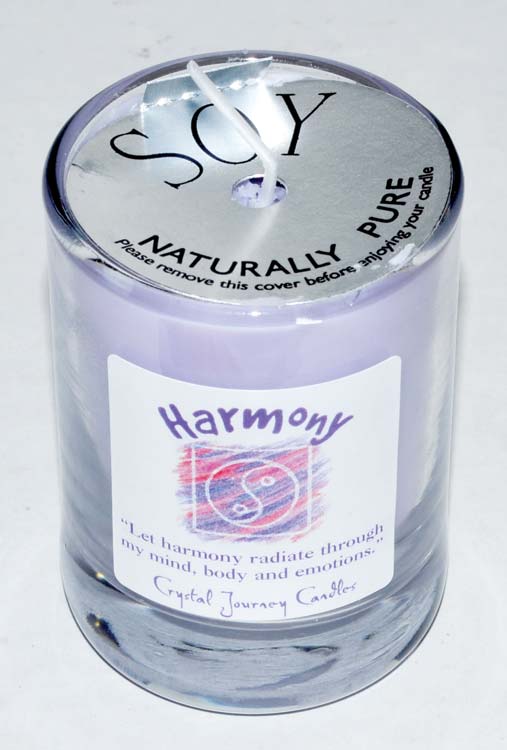 SOY
NATURALLY PURE
Please remove this cover before enjoying your candle
Harmony
"Let harmony radiate through
my mind, body and emotions."
Crystal Journey Candles